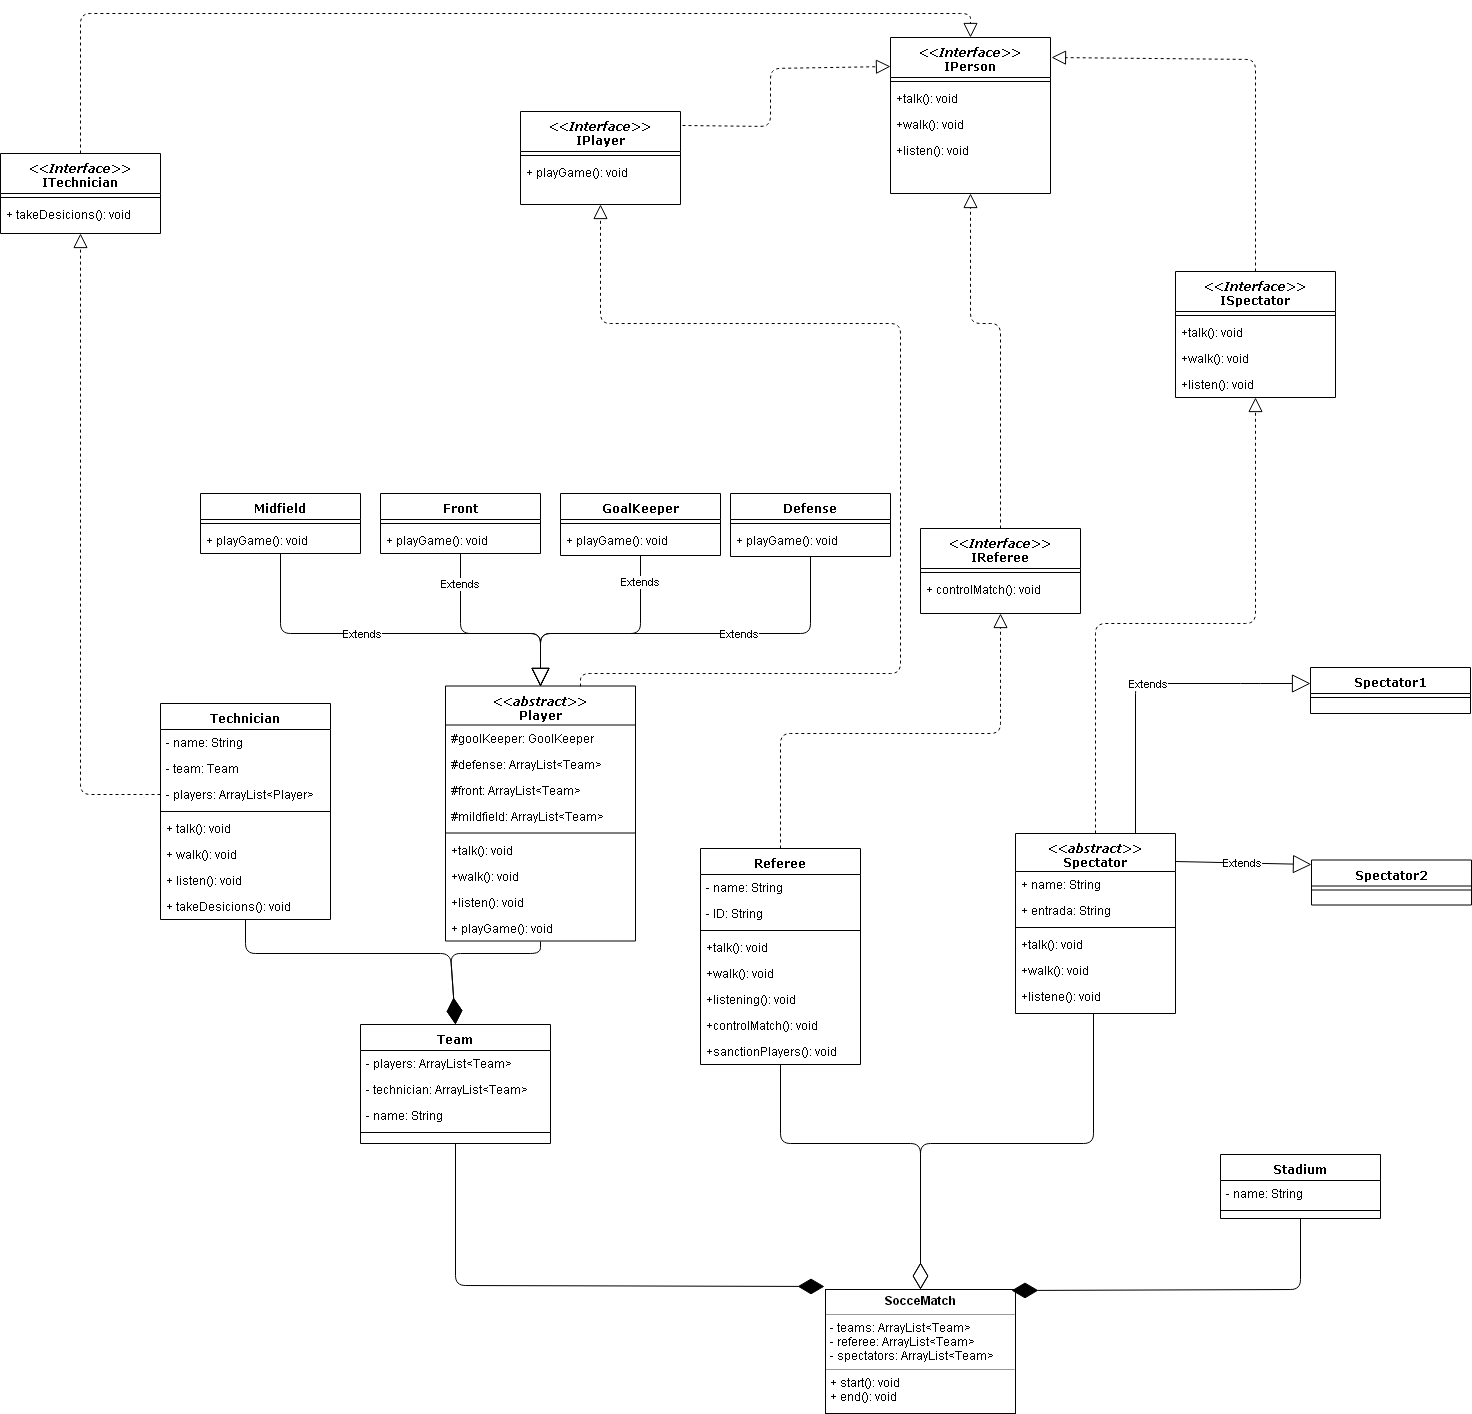 <<Interface>>
IPerson
+talk(): void
+walk(): void
+listen(): void
<<Interface>>
IPlayer
+ playGame(): void
<<Interface>>
ITechnician
+ takeDesicions(): void
<<Interface>>
ISpectator
+talk(): void
+walk(): void
+listen(): void
Midfield
+ playGame(): void
Front
+ playGame(): void
GoalKeeper
+ playGame(): void
Defense
+ playGame(): void
<<Interface>>
IReferee
+ controlMatch(): void
Extends
Extends
Extends
Extends
Extends
Spectator1
<<abstract>>
Player
#goolKeeper: GoolKeeper
#defense: ArrayList<Team>
#front: ArrayList<Team>
#mildfield: ArrayList<Team>
+talk(): void
+walk(): void
+listen(): void
+ playGame(): void
Technician
- name: String
- team: Team
- players: ArrayList<Player>
+ talk(): void
+ walk(): void
+ listen(): void
+ takeDesicions(): void
Referee
- name: String
- ID: String
+talk(): void
+walk(): void
+listening(): void
+controlMatch(): void
+sanctionPlayers(): void
<<abstract>>
Spectator
+ name: String
+ entrada: String
+talk(): void
+walk(): void
+listene(): void
Extends
Spectator2
Team
- players: ArrayList<Team>
- technician: ArrayList<Team>
- name: String
Stadium
- name: String
SocceMatch
- teams: ArrayList<Team>
- referee: ArrayList<Team>
- spectators: ArrayList<Team>
+ start(): void
+ end(): void